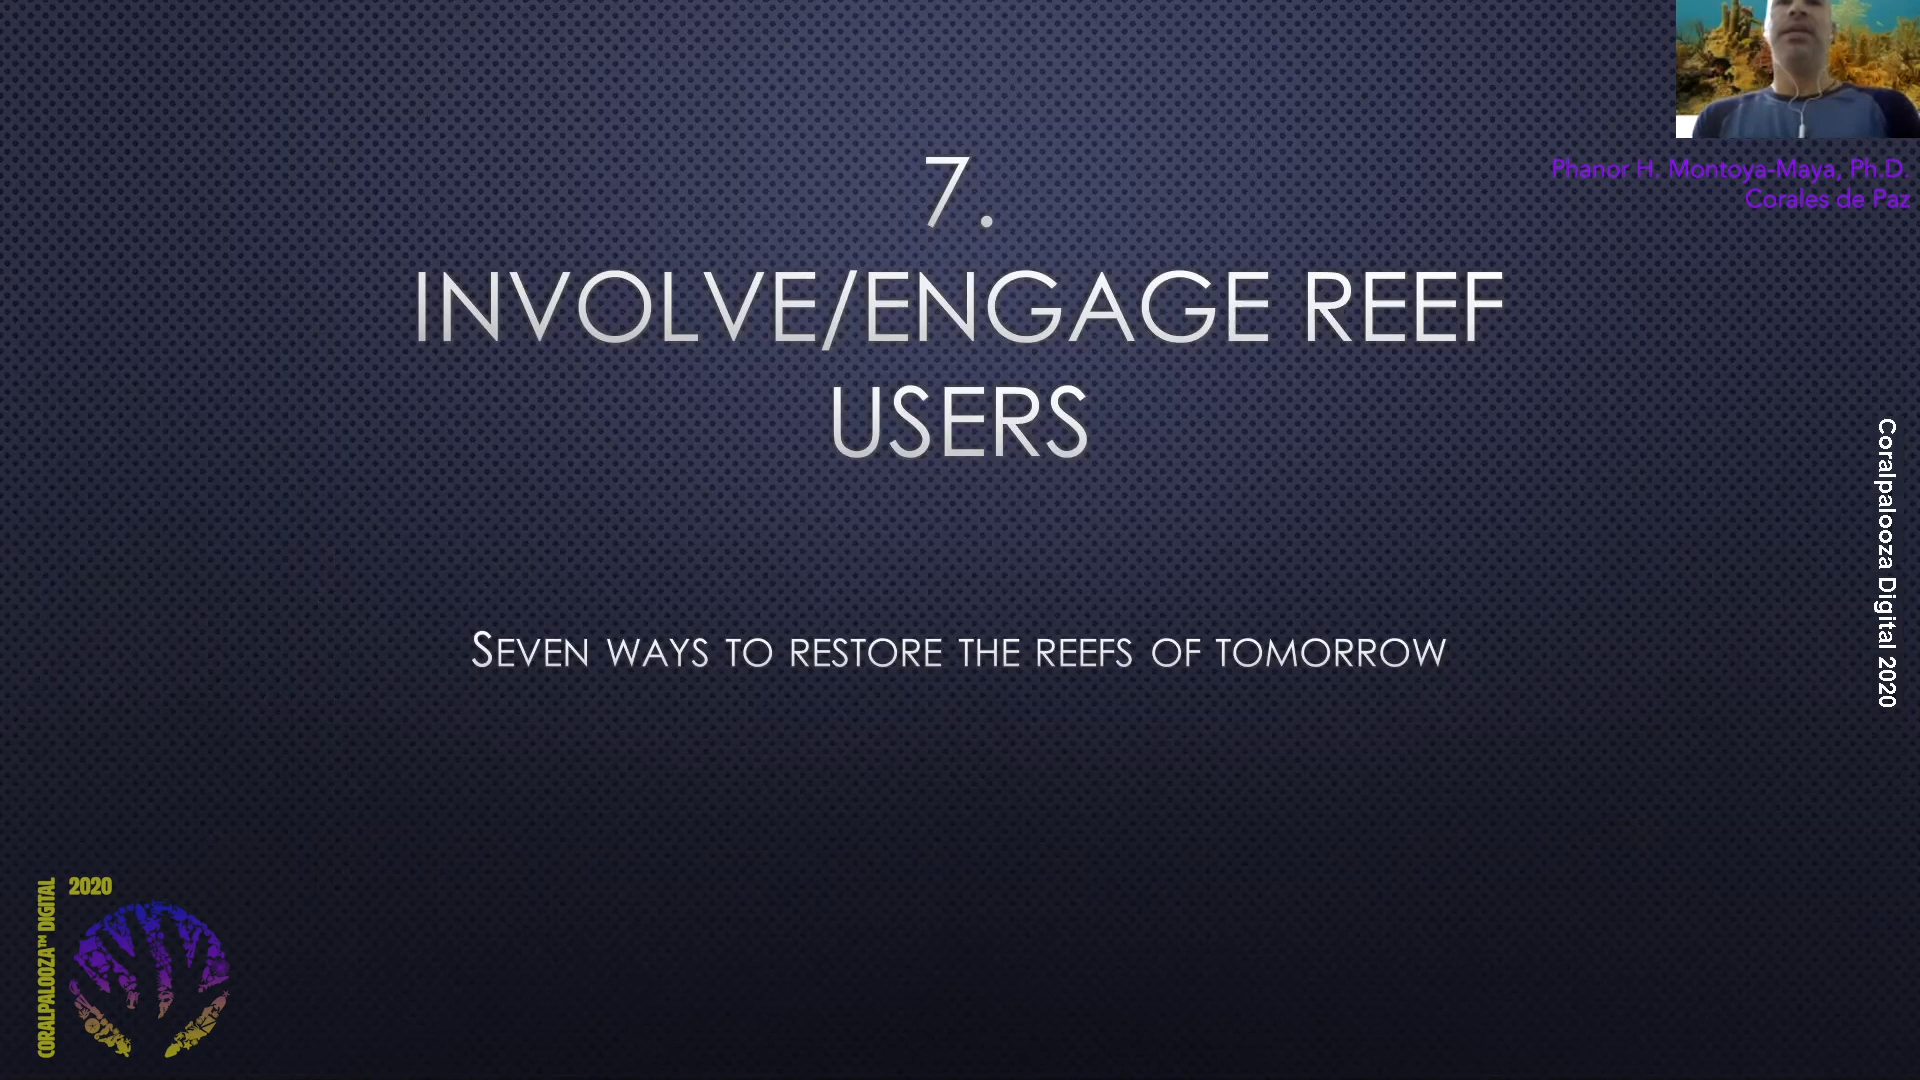 7.
INVOLVE/ENGAGE REEF
USERS
SEVEN WAYS TO RESTORE THE REEFS OF TOMORROW
Phanor H. Montoya-Maya, Ph.D.
Corales de Paz
Coralpalooza Digital 2020
CORALPALOOZA™ DIGITAL
2020